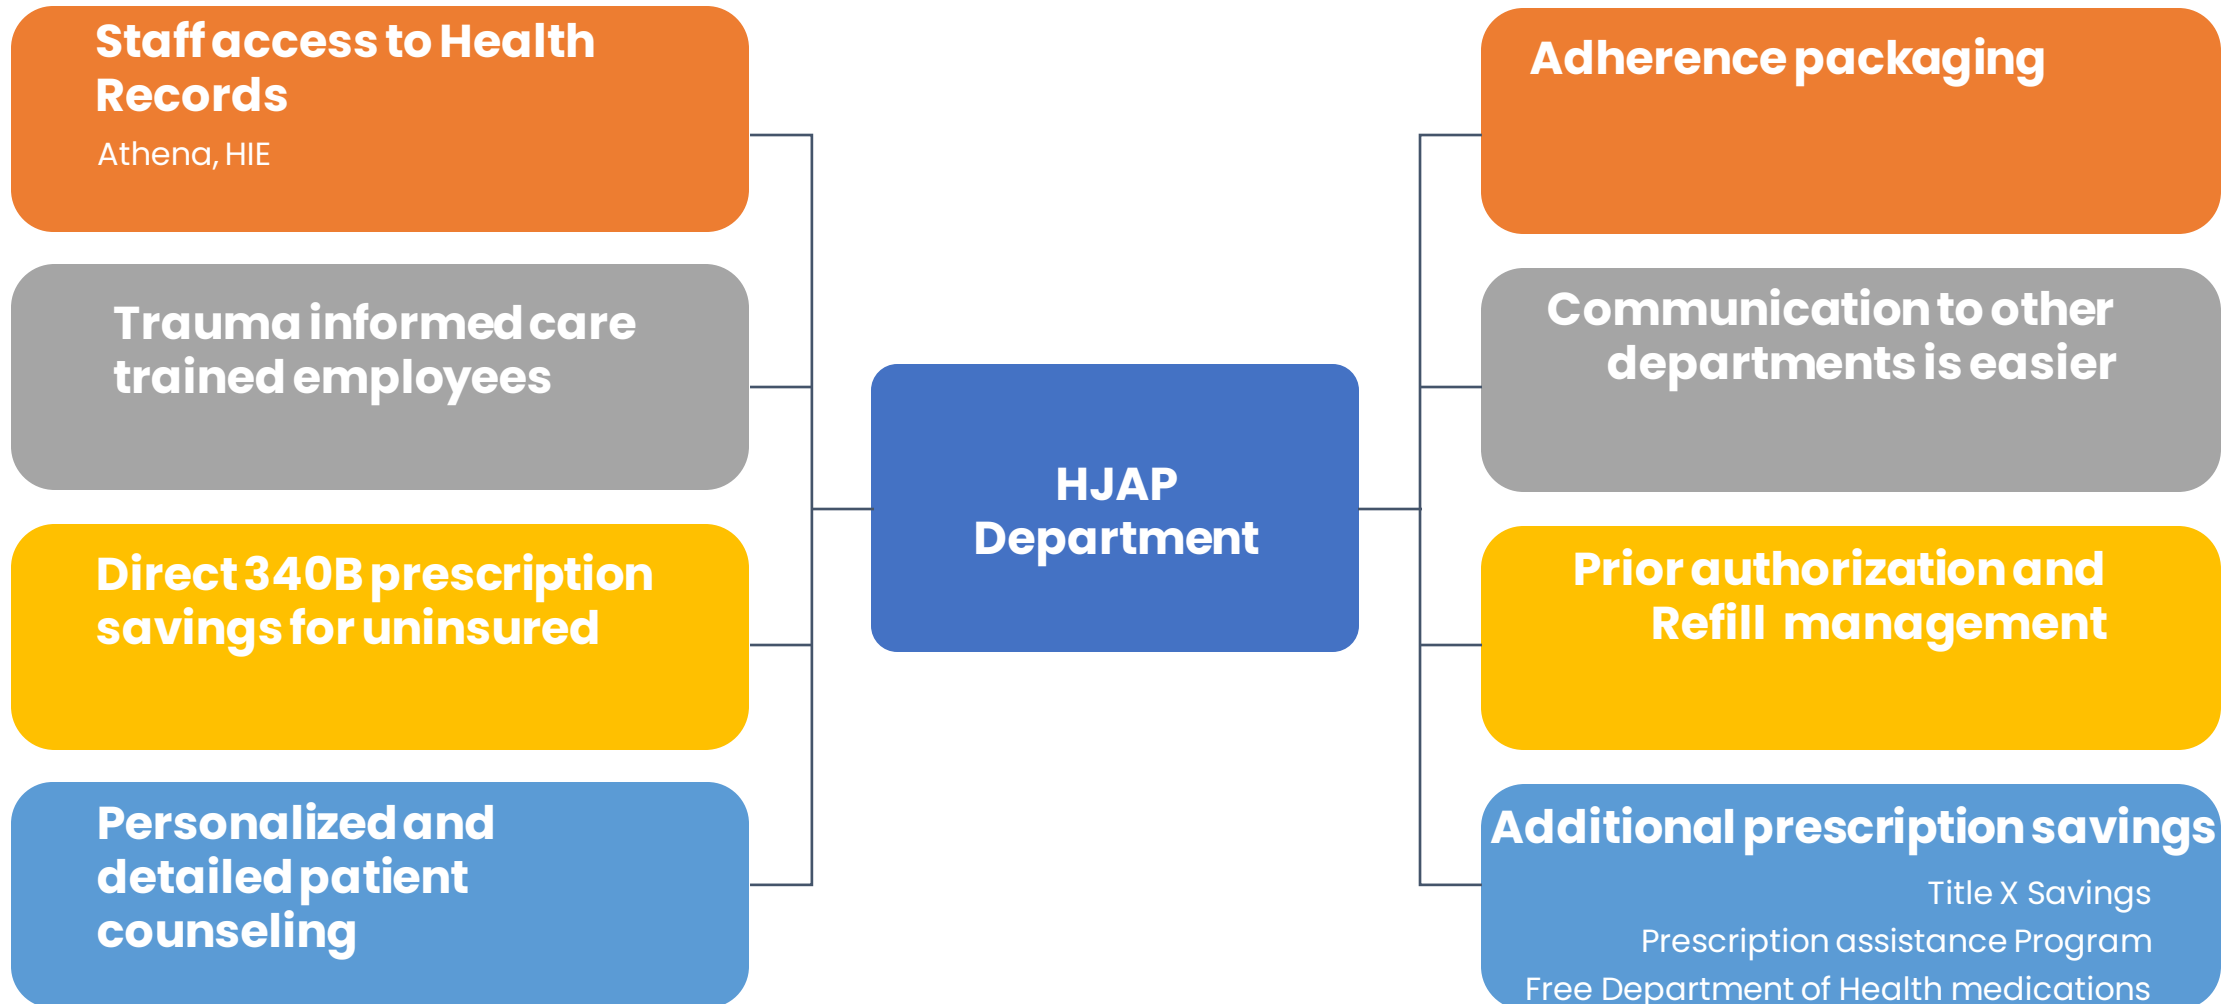 Staff access to Health
Records
Athena, HIE
Trauma informed care
trained employees
Direct 340B prescription
savings for uninsured
Personalized and
detailed patient
counseling
HJAP
Department
Adherence packaging
Communication to other
departments is easier
Prior authorization and
Refill management
Additional prescription savings
Title X Savings
Prescription assistance Program
Free Department of Health medications